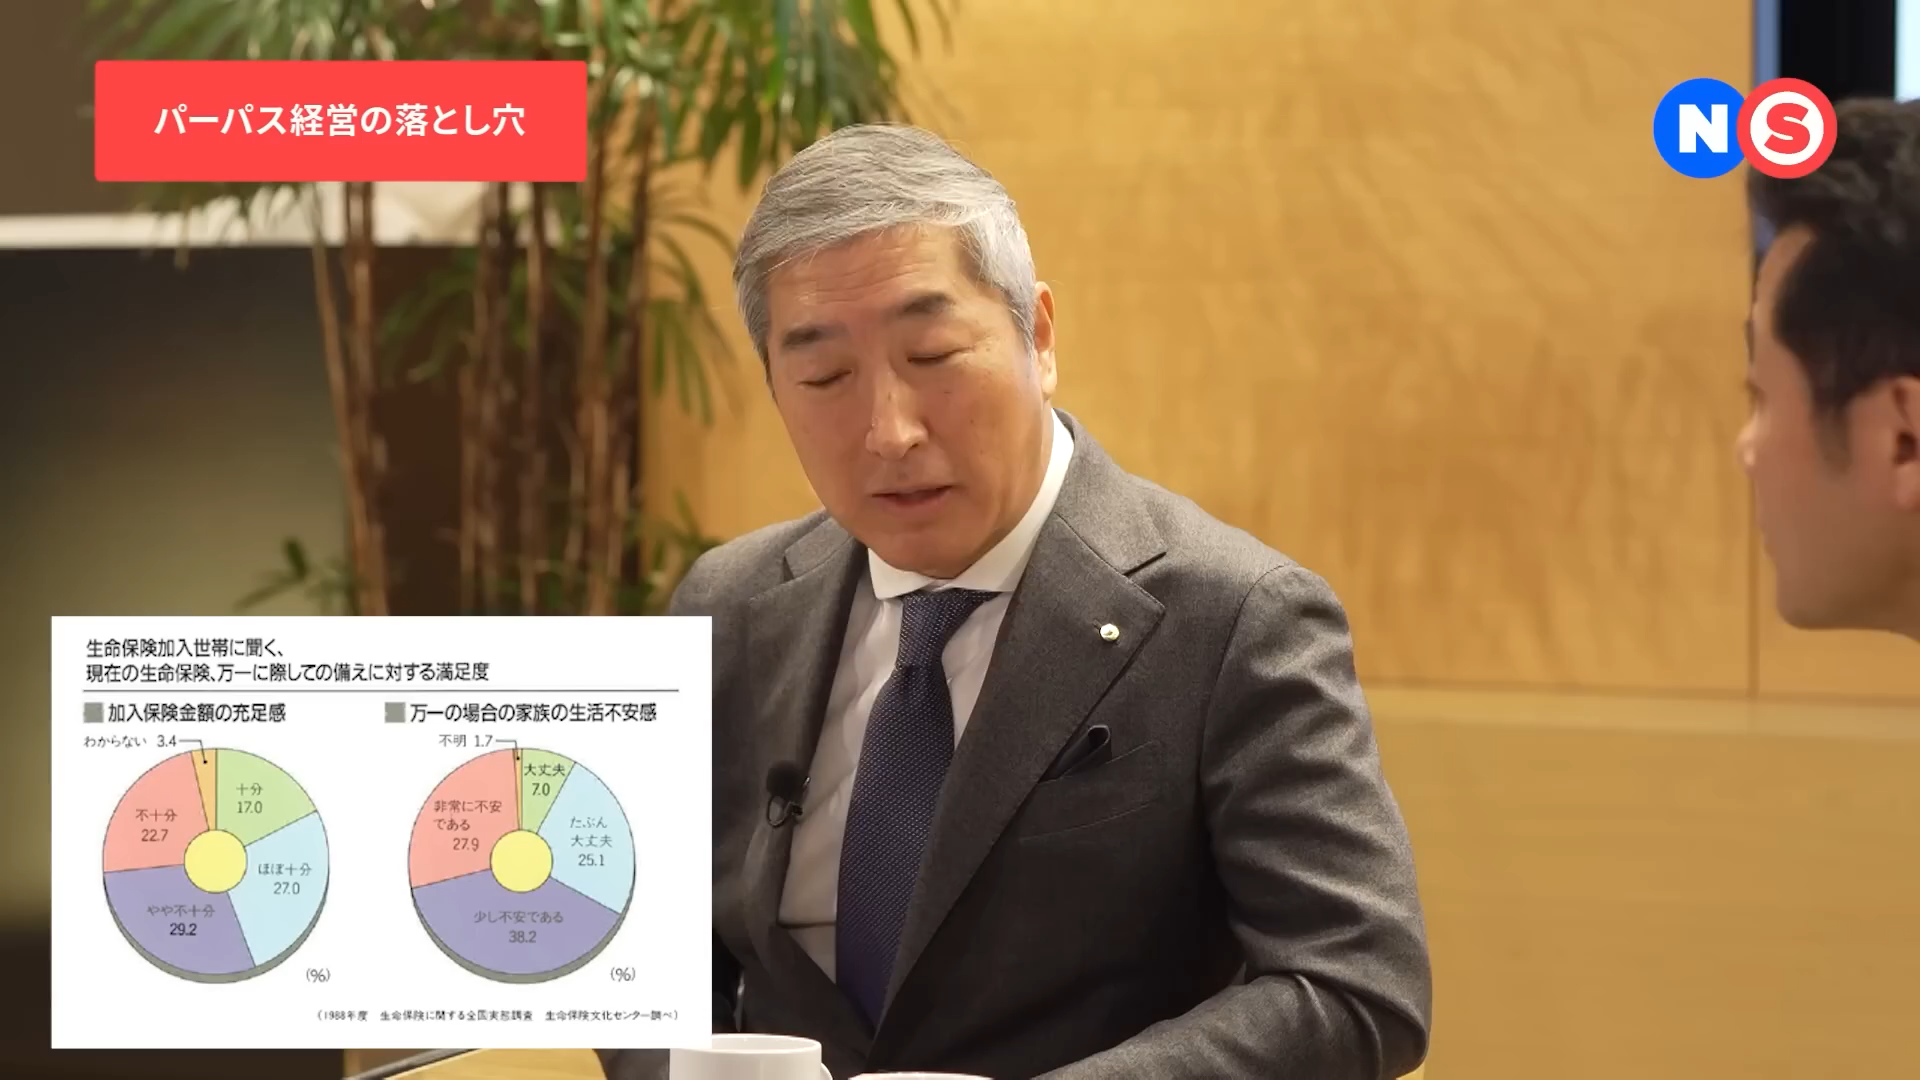 パーパス経営の落とし穴
NS
生命保険加入世帯に聞く、
現在の生命保険、万一に際しての備えに対する満足度
加入保険金額の充足感
わからない 3.4
十分
17.0
ほぼ十分
27.0
やや不十分
29.2
不十分
22.7
(%)
万一の場合の家族の生活不安感
不明 1.7
大丈夫
7.0
たぶん
大丈夫
25.1
少し不安である
38.2
非常に不安
である
27.9
(%)
(1988年度 生命保険に関する全国実態調査 生命保険文化センター調べ)